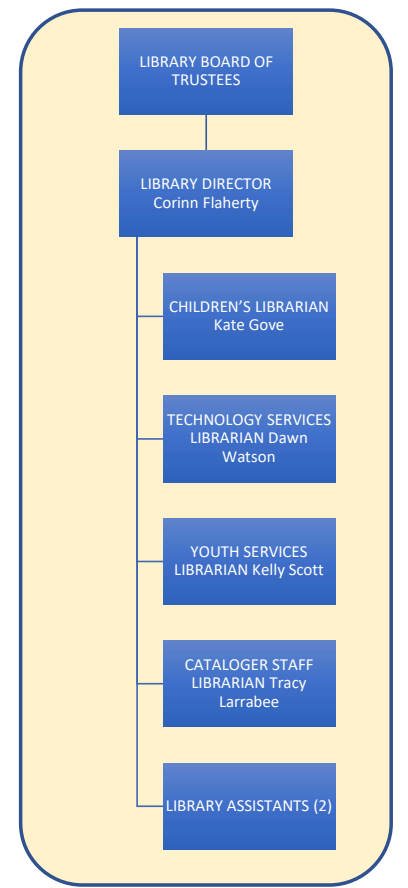 LIBRARY BOARD OF
TRUSTEES
LIBRARY DIRECTOR
Corinn Flaherty
CHILDREN'S LIBRARIAN
Kate Gove
TECHNOLOGY SERVICES
LIBRARIAN Dawn
Watson
YOUTH SERVICES
LIBRARIAN Kelly Scott
CATALOGER STAFF
LIBRARIAN Tracy
Larrabee
LIBRARY ASSISTANTS (2)